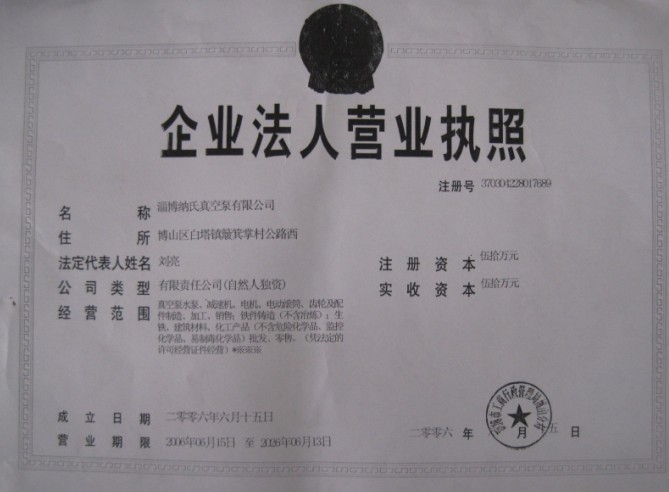 企业法人营业执照
注册号 370304228017689
名称 淄博纳氏真空泵有限公司
住所 博山区白塔镇簸箕掌村公路西
法定代表人姓名 刘亮
注册资本 伍拾万元
公司类型 有限责任公司(自然人独资)
实收资本 伍拾万元
经营范围 真空泵水泵、减速机、电机、电动滚筒、齿轮及配
件制造、加工、销售；铁件铸造（不含冶炼）；生
铁、建筑材料、化工产品（不含危险化学品、监控
化学品、易制毒化学品）批发、零售。（凭法定的
许可经营证件经营）
成立日期 二零零六年六月十五日
营业期限 2006年06月15日 至 2026年06月13日
二零零六 年 月 五 日